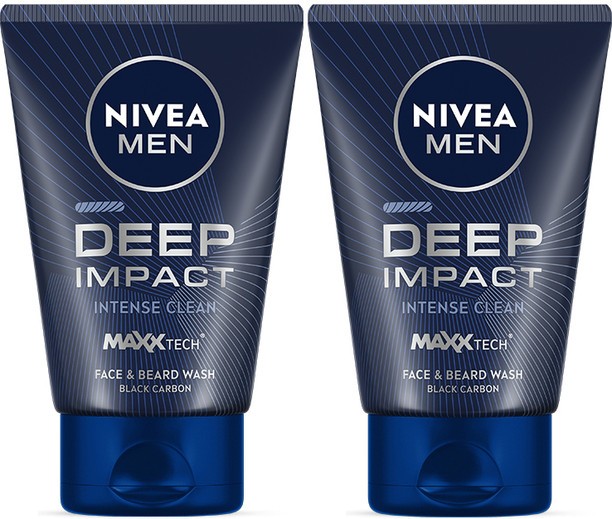 NIVEA
MEN
DEEP
IMPACT
INTENSE CLEAN
MAXXTECH®
FACE & BEARD WASH
BLACK CARBON
NIVEA
MEN
DEEP
IMPACT
INTENSE CLEAN
MAXXTECH®
FACE & BEARD WASH
BLACK CARBON